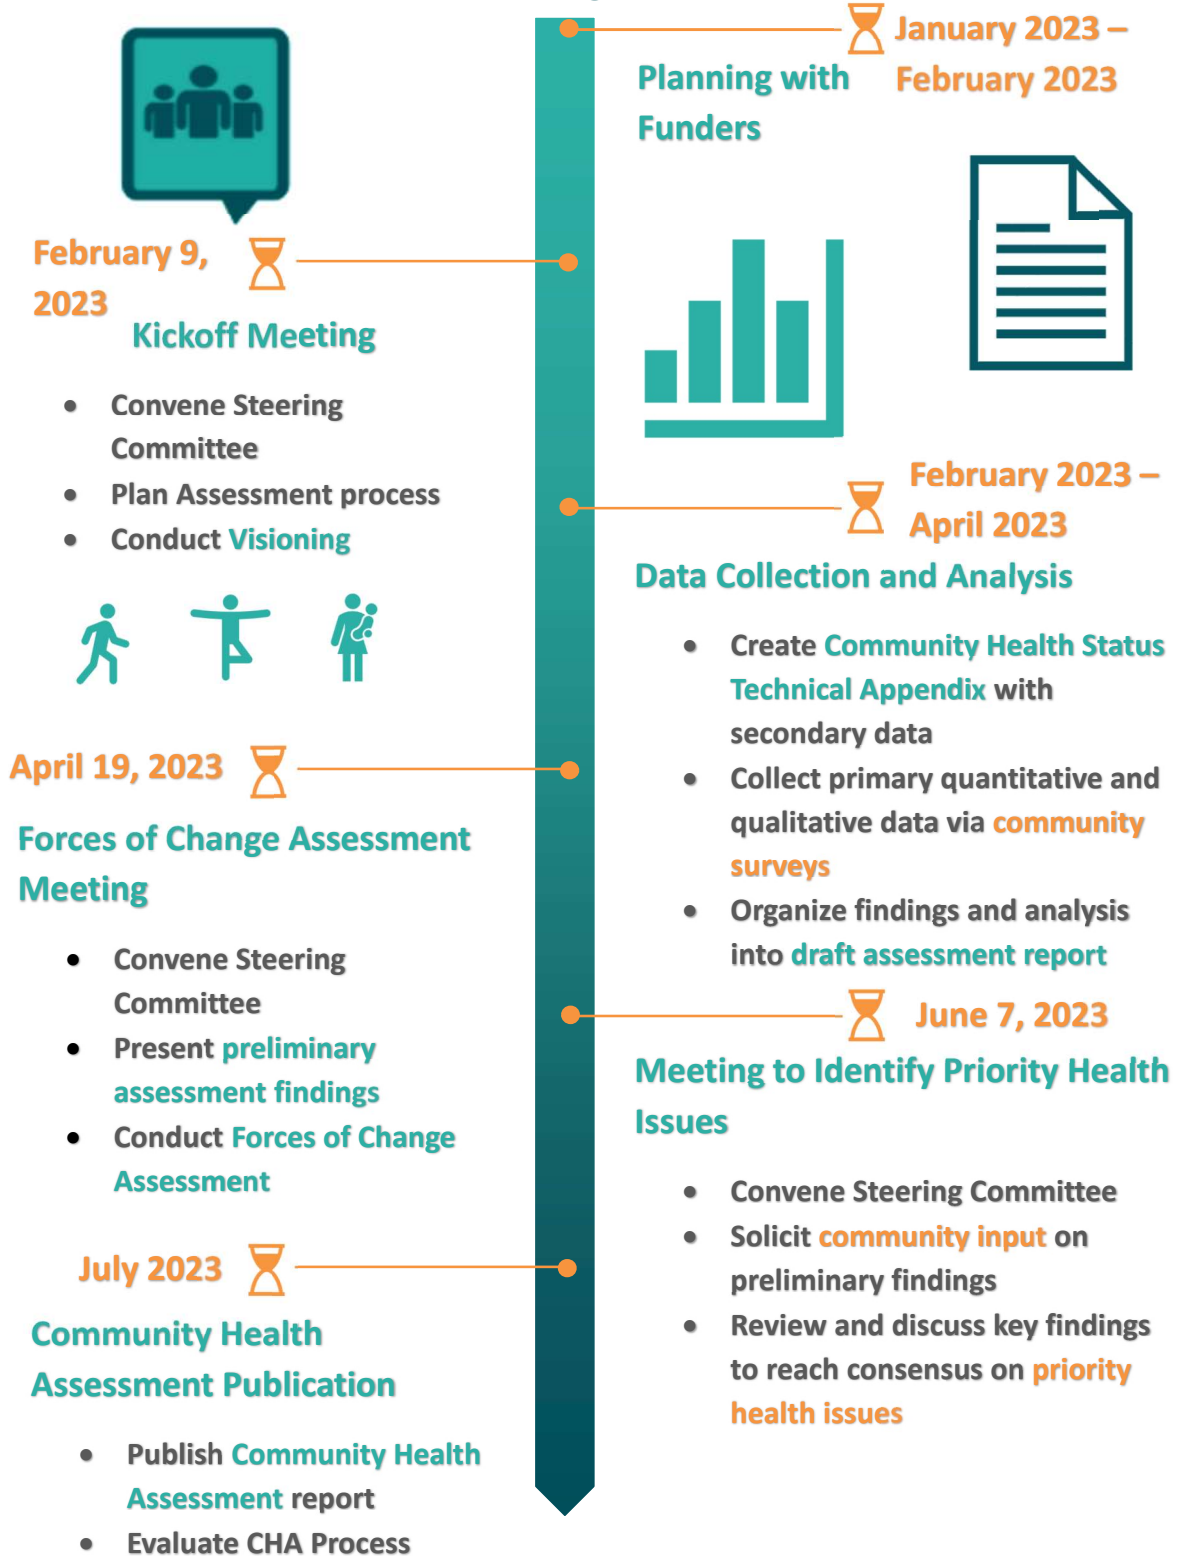 January 2023 –
February 2023
Planning with
Funders
February 9,
2023
Kickoff Meeting
• Convene Steering
Committee
• Plan Assessment process
• Conduct Visioning
February 2023 –
April 2023
Data Collection and Analysis
• Create Community Health Status
Technical Appendix with
secondary data
• Collect primary quantitative and
qualitative data via community
surveys
• Organize findings and analysis
into draft assessment report
April 19, 2023
Forces of Change Assessment
Meeting
• Convene Steering
Committee
• Present preliminary
assessment findings
• Conduct Forces of Change
Assessment
June 7, 2023
Meeting to Identify Priority Health
Issues
• Convene Steering Committee
• Solicit community input on
preliminary findings
• Review and discuss key findings
to reach consensus on priority
health issues
July 2023
Community Health
Assessment Publication
• Publish Community Health
Assessment report
• Evaluate CHA Process